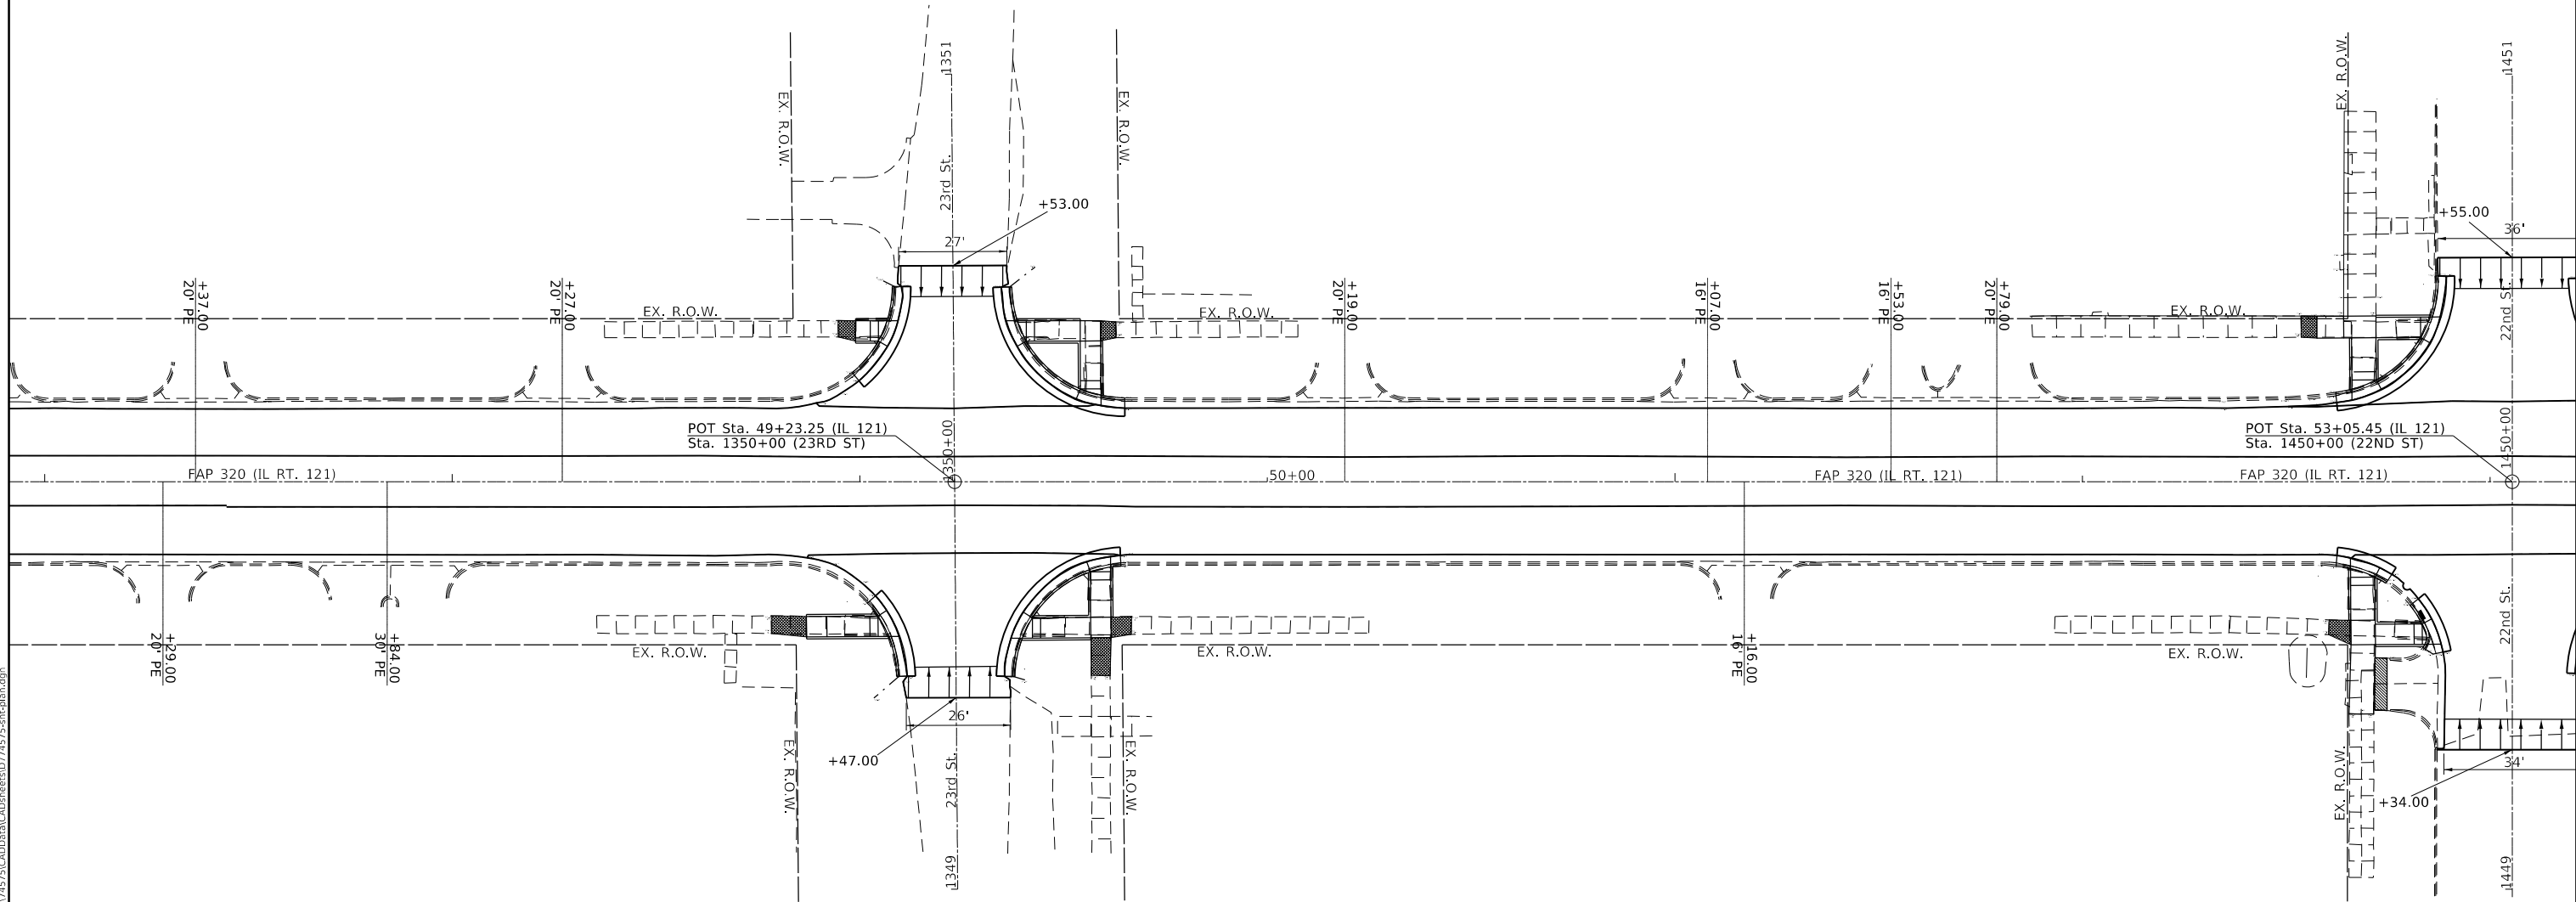 1351
1451
EX. R.O.W.
EX. R.O.W.
EX. R.O.W.
23rd St.
+53.00
+55.00
27'
36'
+37.00
20' PE
+27.00
20' PE
+19.00
20' PE
+07.00
16' PE
+53.00
16' PE
+79.00
20' PE
EX. R.O.W.
EX. R.O.W.
EX. R.O.W.
22nd St.
POT Sta. 49+23.25 (IL 121)
Sta. 1350+00 (23RD ST)
1350+00
POT Sta. 53+05.45 (IL 121)
Sta. 1450+00 (22ND ST)
1450+00
FAP 320 (IL RT. 121)
50+00
FAP 320 (IL RT. 121)
FAP 320 (IL RT. 121)
+29.00
20' PE
+84.00
30' PE
+16.00
16' PE
EX. R.O.W.
EX. R.O.W.
EX. R.O.W.
22nd St.
26'
+47.00
34'
+34.00
EX. R.O.W.
23rd St.
EX. R.O.W.
EX. R.O.W.
1349
1449